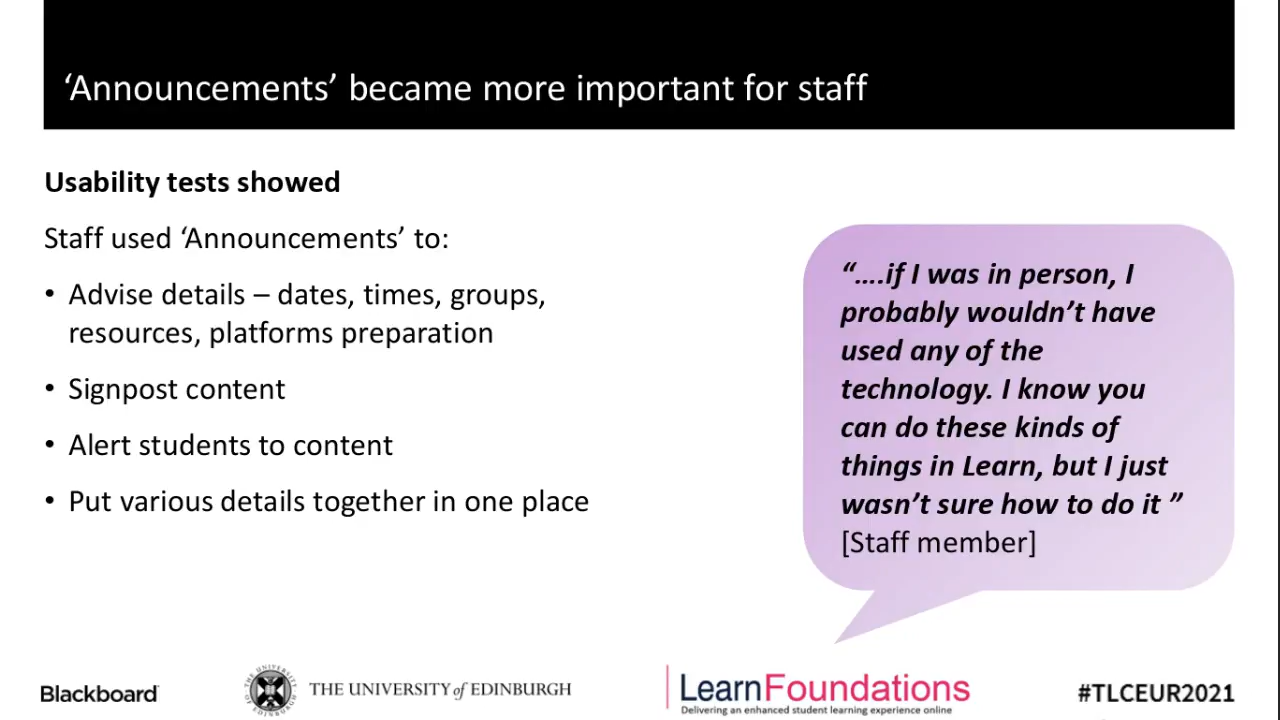 ‘Announcements’ became more important for staff
Usability tests showed
Staff used ‘Announcements’ to:
• Advise details – dates, times, groups,
resources, platforms preparation
• Signpost content
• Alert students to content
• Put various details together in one place
“….if I was in person, I
probably wouldn’t have
used any of the
technology. I know you
can do these kinds of
things in Learn, but I just
wasn’t sure how to do it ”
[Staff member]
Blackboard
THE UNIVERSITY of EDINBURGH
THE UNIVERSITY of EDINBURGH
LearnFoundations
Delivering an enhanced student learning experience online
#TLCEUR2021